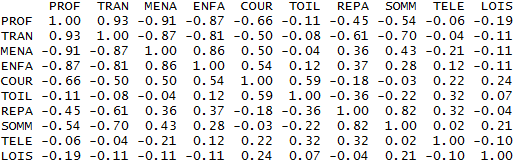 PROF TRAN MENA ENFA COUR TOIL REPA SOMM TELE LOIS
PROF 1.00 0.93 -0.91 -0.87 -0.66 -0.11 -0.45 -0.54 -0.06 -0.19
TRAN 0.93 1.00 -0.87 -0.81 -0.50 -0.08 -0.61 -0.70 -0.04 -0.11
MENA -0.91 -0.87 1.00 0.86 0.50 -0.04 0.36 0.43 -0.21 -0.11
ENFA -0.87 -0.81 0.86 1.00 0.54 0.12 0.37 0.28 0.12 -0.11
COUR -0.66 -0.50 0.50 0.54 1.00 0.59 -0.18 -0.03 0.22 0.24
TOIL -0.11 -0.08 -0.04 0.12 0.59 1.00 -0.36 -0.22 0.32 0.07
REPA -0.45 -0.61 0.36 0.37 -0.18 -0.36 1.00 0.82 0.32 -0.04
SOMM -0.54 -0.70 0.43 0.28 -0.03 -0.22 0.82 1.00 0.02 0.21
TELE -0.06 -0.04 -0.21 0.12 0.22 0.32 0.32 0.02 1.00 -0.10
LOIS -0.19 -0.11 -0.11 -0.11 0.24 0.07 -0.04 0.21 -0.10 1.00